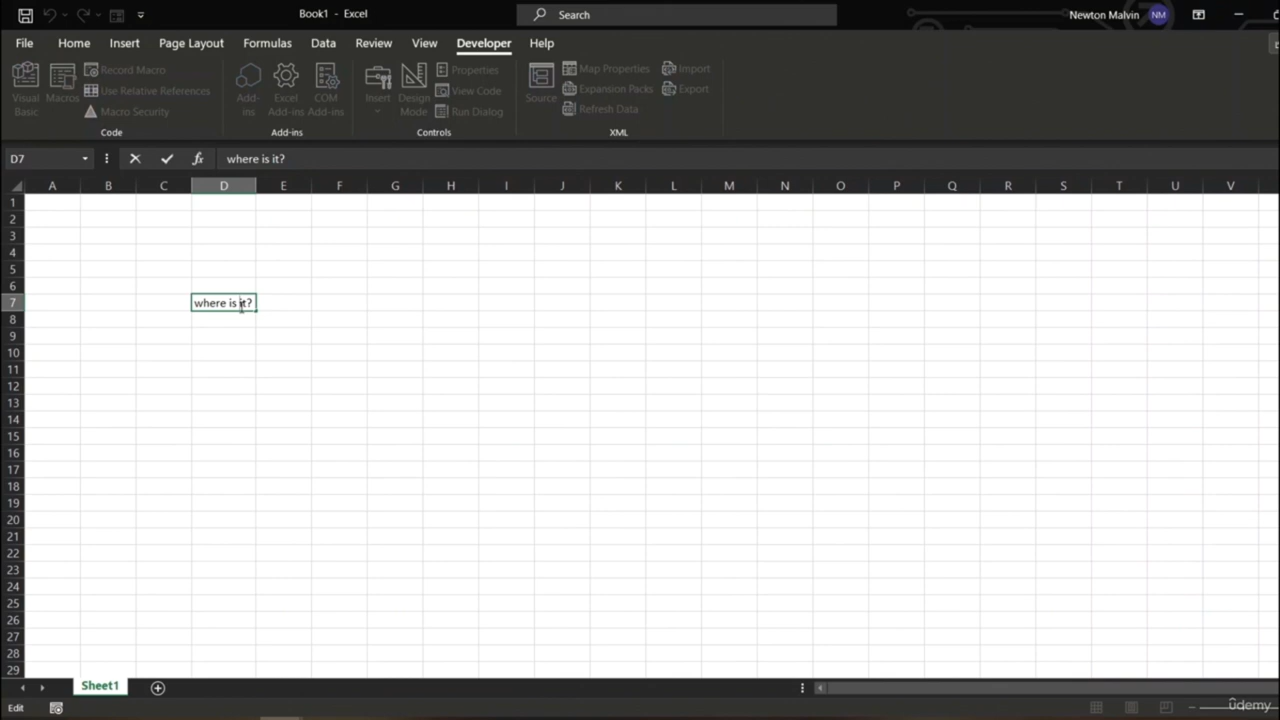 Book1 - Excel
Search
Newton Malvin NM
File Home Insert Page Layout Formulas Data Review View Developer Help
Visual Basic
Macros
Record Macro
Use Relative References
Macro Security
Code
Add-ins
Excel Add-ins
COM Add-ins
Add-ins
Insert
Design Mode
Properties
View Code
Run Dialog
Controls
Source
Map Properties
Expansion Packs
Refresh Data
Import
Export
XML
D7 fx where is it?
A B C D E F G H I J K L M N O P Q R S T U V
1
2
3
4
5
6
7 where is it?
8
9
10
11
12
13
14
15
16
17
18
19
20
21
22
23
24
25
26
27
28
29
Sheet1
Edit
ûdemy